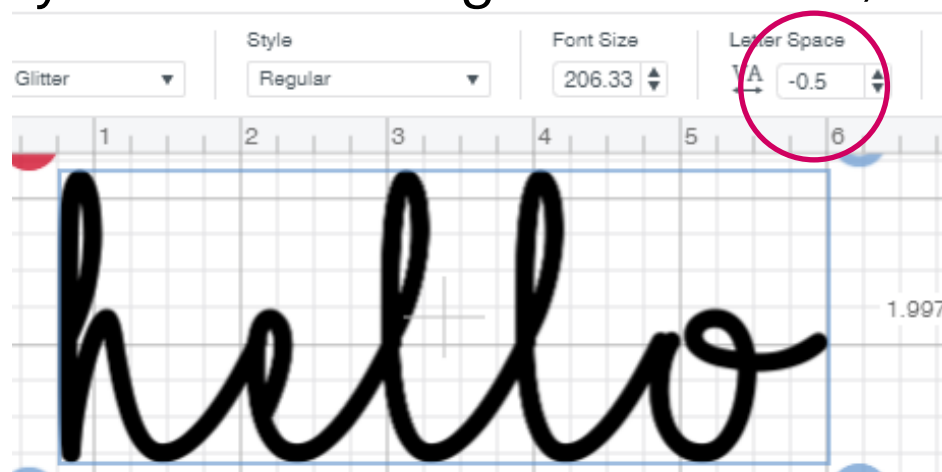 Style Font Size Letter Space
Glitter Regular 206.33 VA -0.5
1 2 3 4 5 6
hello
1.997